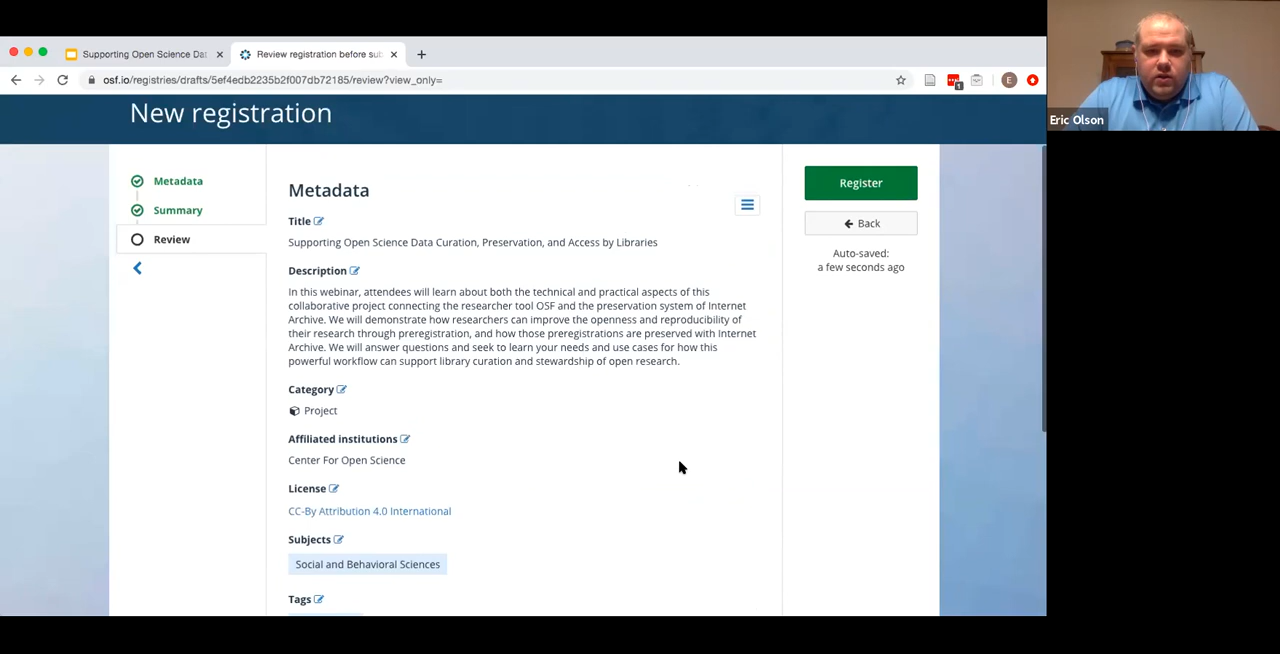 Supporting Open Science Dat
Review registration before sub
osf.io/registries/drafts/5ef4edb2235b2f007db72185/review?view_only=
E
1
Eric Olson
New registration
Metadata
Summary
Review
Metadata
Title
Supporting Open Science Data Curation, Preservation, and Access by Libraries
Description
In this webinar, attendees will learn about both the technical and practical aspects of this
collaborative project connecting the researcher tool OSF and the preservation system of Internet
Archive. We will demonstrate how researchers can improve the openness and reproducibility of
their research through preregistration, and how those preregistrations are preserved with Internet
Archive. We will answer questions and seek to learn your needs and use cases for how this
powerful workflow can support library curation and stewardship of open research.
Category
Project
Affiliated institutions
Center For Open Science
License
CC-By Attribution 4.0 International
Subjects
Social and Behavioral Sciences
Tags
Register
Back
Auto-saved:
a few seconds ago